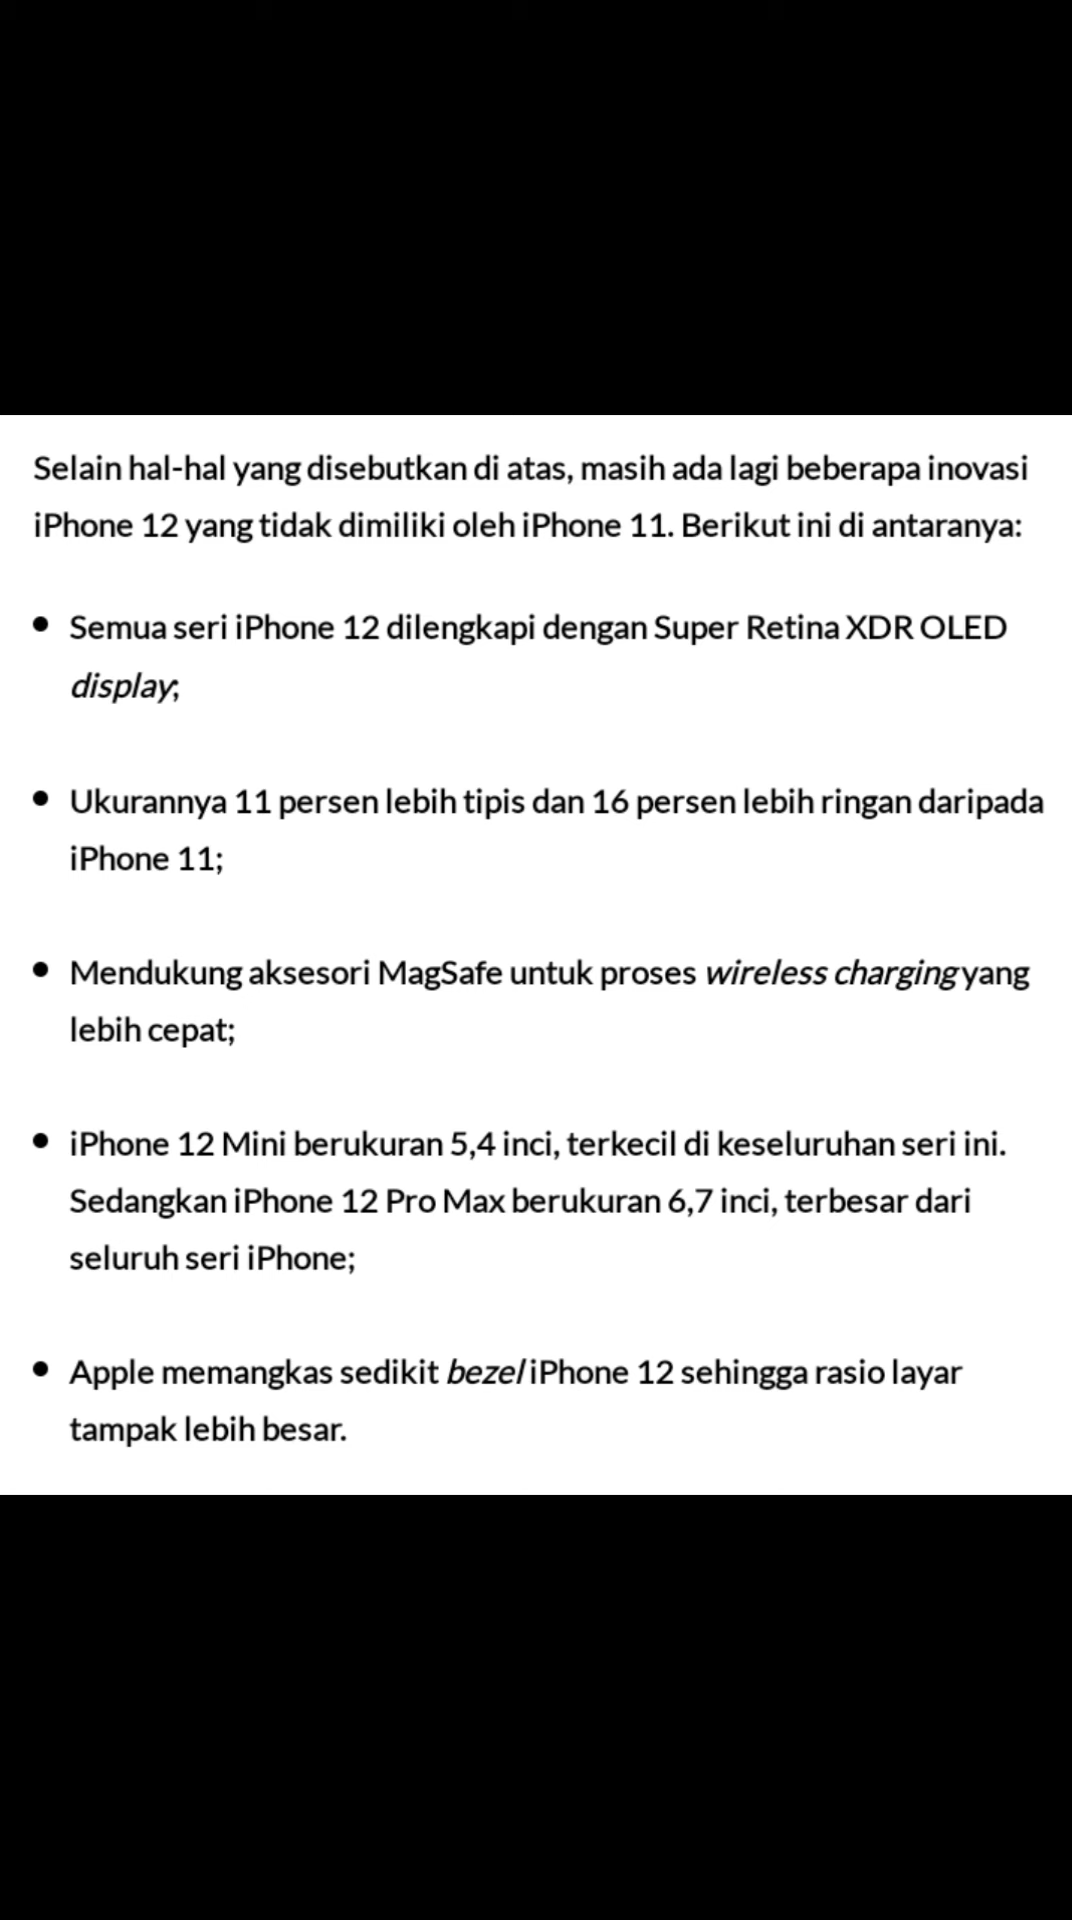 Selain hal-hal yang disebutkan di atas, masih ada lagi beberapa inovasi
iPhone 12 yang tidak dimiliki oleh iPhone 11. Berikut ini di antaranya:
• Semua seri iPhone 12 dilengkapi dengan Super Retina XDR OLED
display;
• Ukurannya 11 persen lebih tipis dan 16 persen lebih ringan daripada
iPhone 11;
• Mendukung aksesori MagSafe untuk proses wireless charging yang
lebih cepat;
• iPhone 12 Mini berukuran 5,4 inci, terkecil di keseluruhan seri ini.
Sedangkan iPhone 12 Pro Max berukuran 6,7 inci, terbesar dari
seluruh seri iPhone;
• Apple memangkas sedikit bezel iPhone 12 sehingga rasio layar
tampak lebih besar.